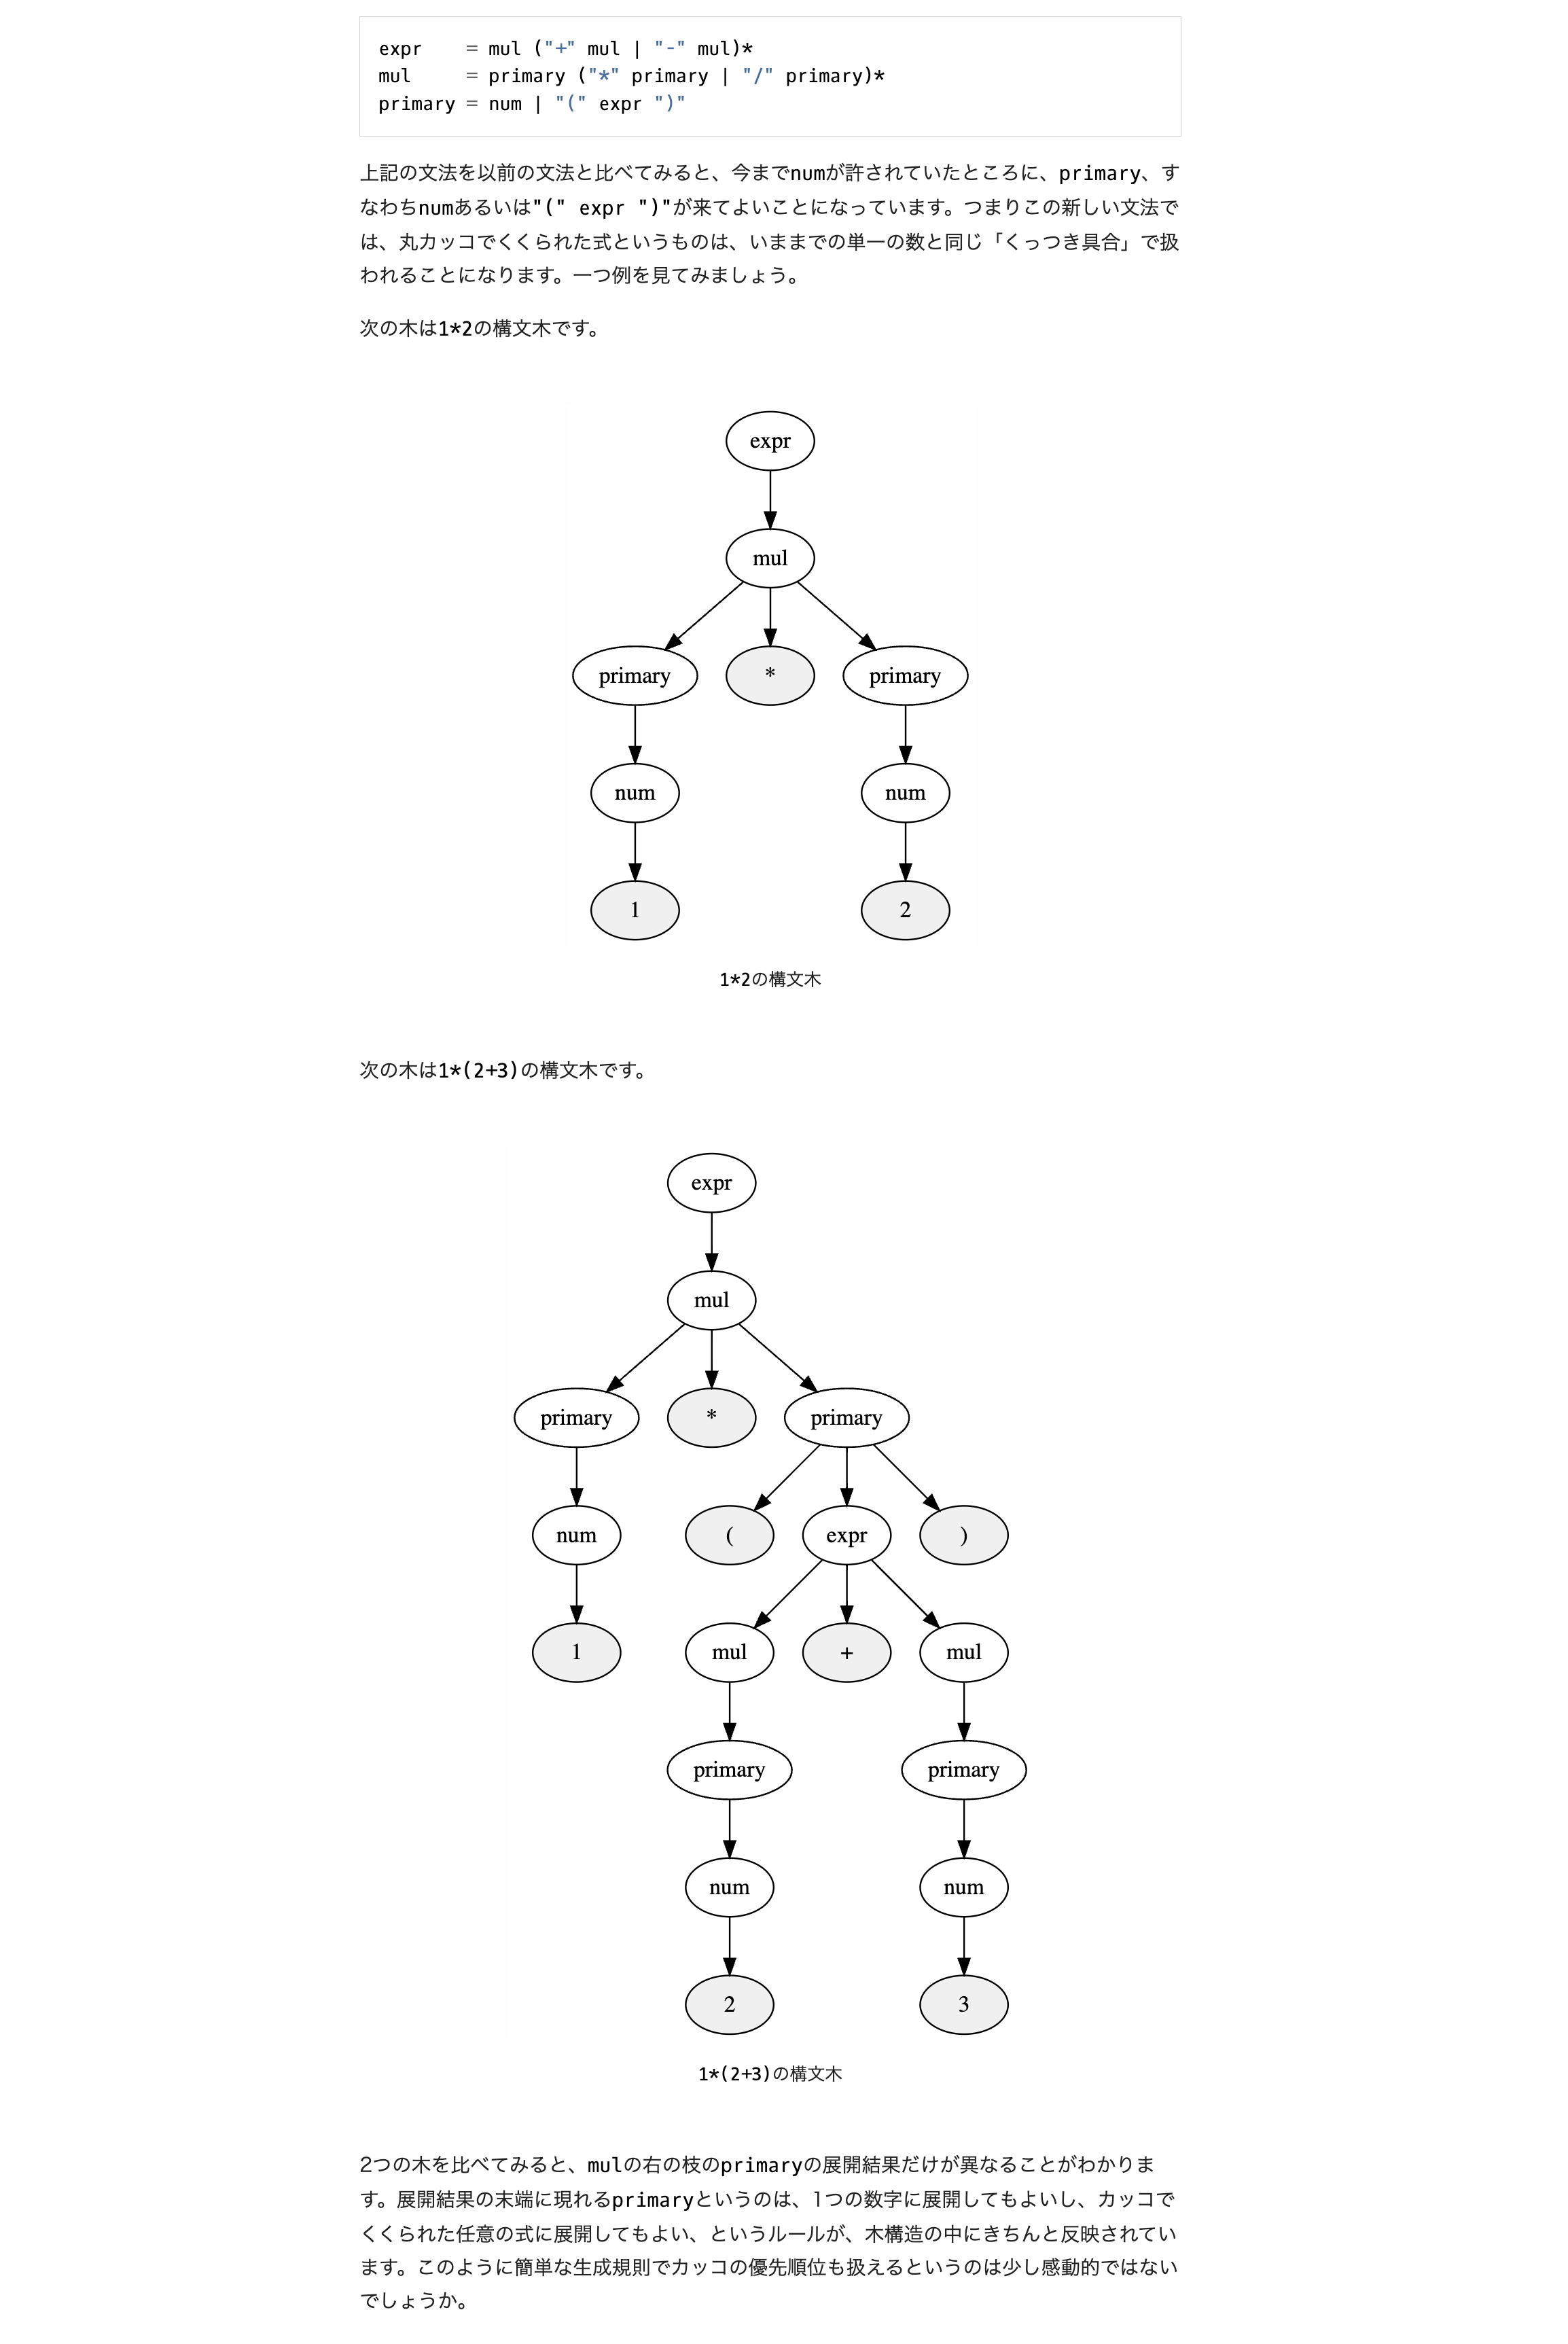 expr    = mul ("+" mul | "-" mul)*
mul     = primary ("*" primary | "/" primary)*
primary = num | "(" expr ")"
上記の文法を以前の文法と比べてみると、今までnumが許されていたところに、primary、す
なわちnumあるいは"(" expr ")"が来てよいことになっています。つまりこの新しい文法で
は、丸カッコでくくられた式というものは、いままでの単一の数と同じ「くっつき具合」で扱
われることになります。一つ例を見てみましょう。
次の木は1*2の構文木です。
expr
mul
primary * primary
num num
1 2
1*2の構文木
次の木は1*(2+3)の構文木です。
expr
mul
primary * primary
num ( expr )
1 mul + mul
primary primary
num num
2 3
1*(2+3)の構文木
2つの木を比べてみると、mulの右の枝のprimaryの展開結果だけが異なることがわかりま
す。展開結果の末端に現れるprimaryというのは、1つの数字に展開してもよいし、カッコで
くくられた任意の式に展開してもよい、というルールが、木構造の中にきちんと反映されてい
ます。このように簡単な生成規則でカッコの優先順位も扱えるというのは少し感動的ではない
でしょうか。